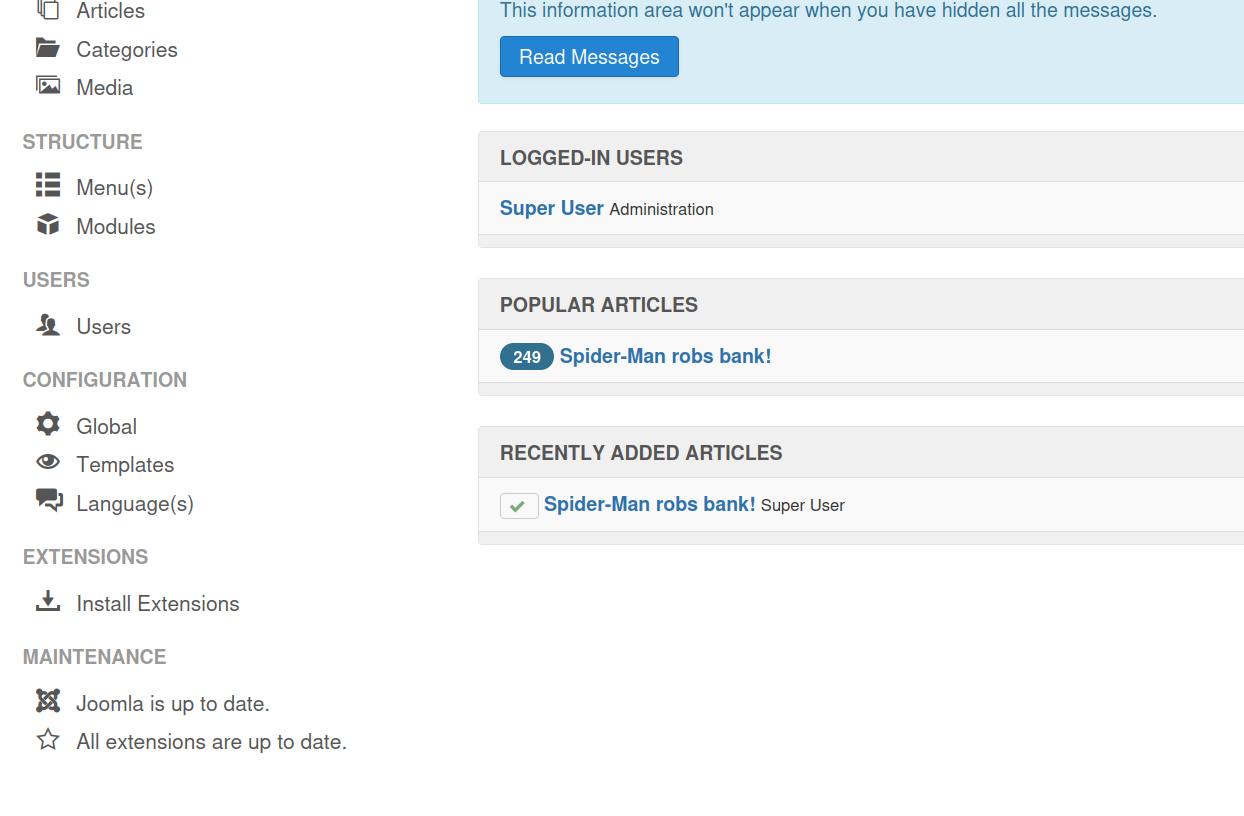 Articles
Categories
Media
STRUCTURE
Menu(s)
Modules
USERS
Users
CONFIGURATION
Global
Templates
Language(s)
EXTENSIONS
Install Extensions
MAINTENANCE
Joomla is up to date.
All extensions are up to date.
This information area won't appear when you have hidden all the messages.
Read Messages
LOGGED-IN USERS
Super User Administration
POPULAR ARTICLES
249 Spider-Man robs bank!
RECENTLY ADDED ARTICLES
Spider-Man robs bank! Super User